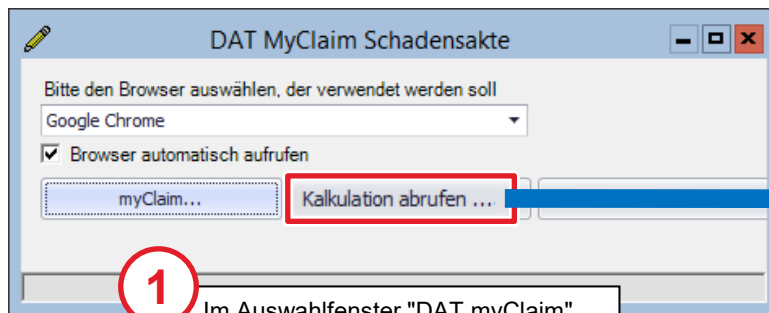 DAT MyClaim Schadensakte
Bitte den Browser auswählen, der verwendet werden soll
Google Chrome
Browser automatisch aufrufen
myClaim...
Kalkulation abrufen ....
1
Im Auswahlfenster "DAT myClaim"